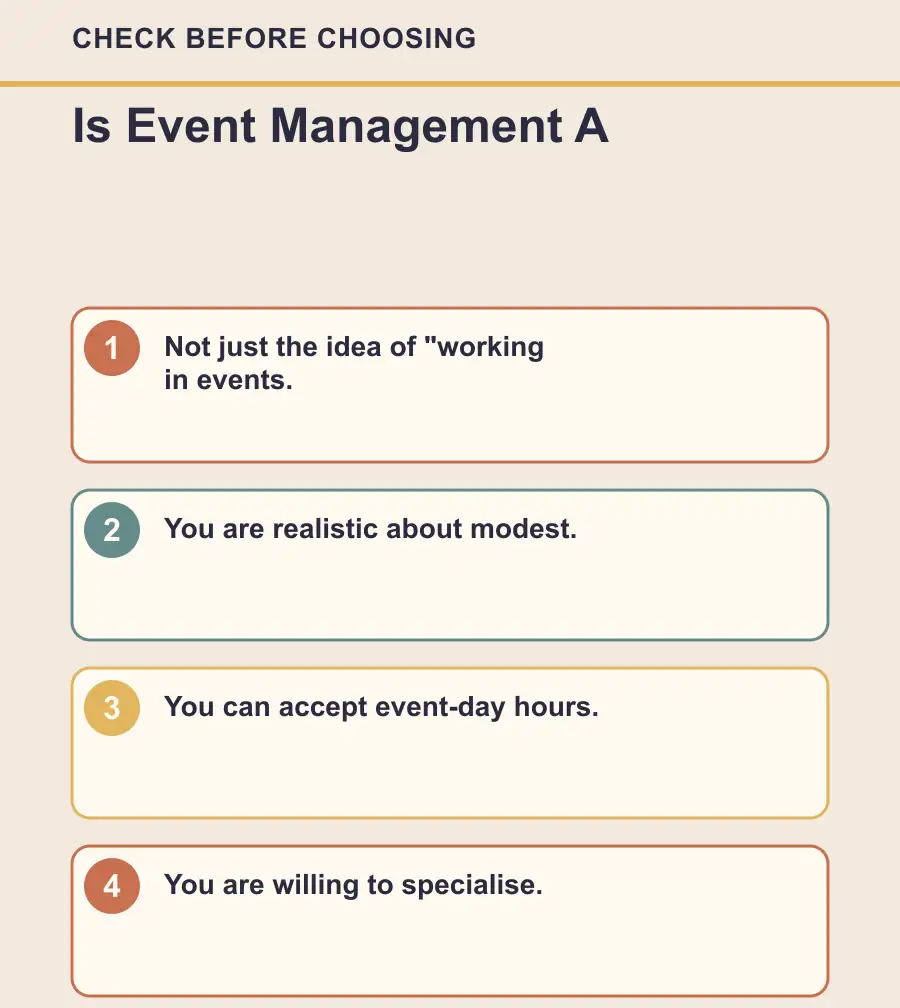 CHECK BEFORE CHOOSING
Is Event Management A
1
Not just the idea of "working
in events.
2
You are realistic about modest.
3
You can accept event-day hours.
4
You are willing to specialise.